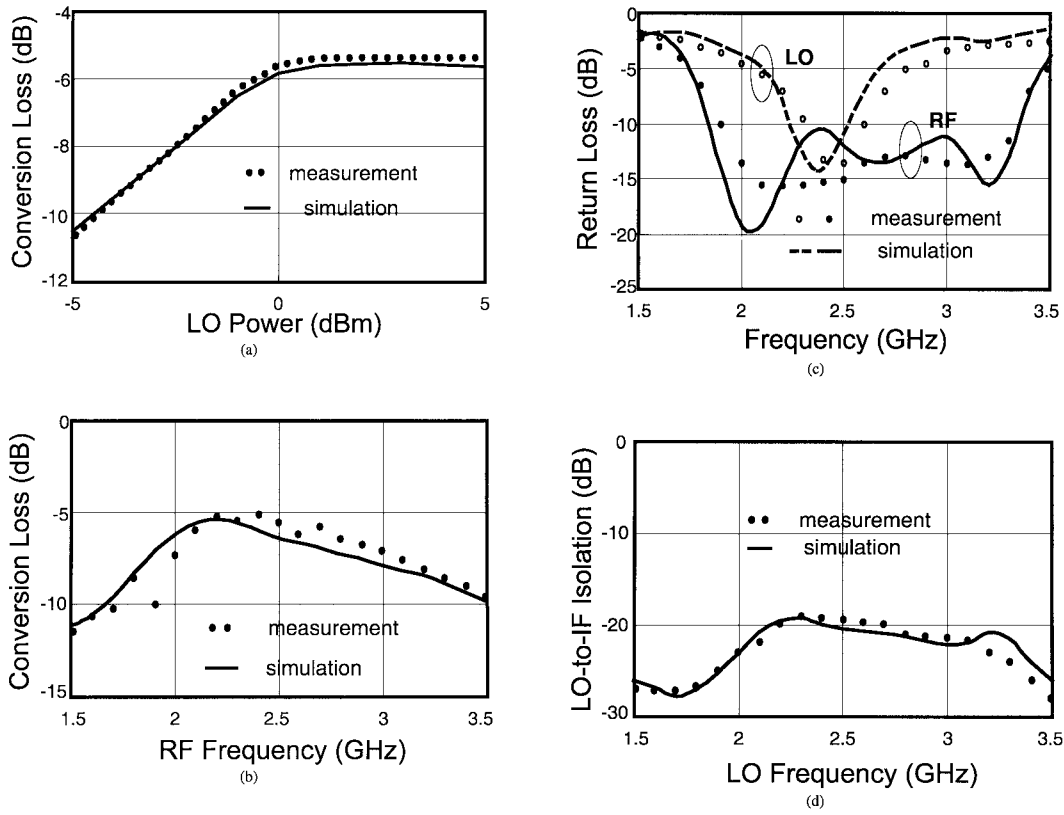 -4
-6
-8
-10
-12
Conversion Loss (dB)
measurement
simulation
-5
0
5
LO Power (dBm)
(a)
0
-5
-10
-15
-20
-25
Return Loss (dB)
LO
RF
measurement
simulation
1.5
2
2.5
3
3.5
Frequency (GHz)
(c)
0
-5
-10
-15
Conversion Loss (dB)
measurement
simulation
1.5
2
2.5
3
3.5
RF Frequency (GHz)
(b)
0
-10
-20
-30
LO-to-IF Isolation (dB)
measurement
simulation
1.5
2
2.5
3
3.5
LO Frequency (GHz)
(d)